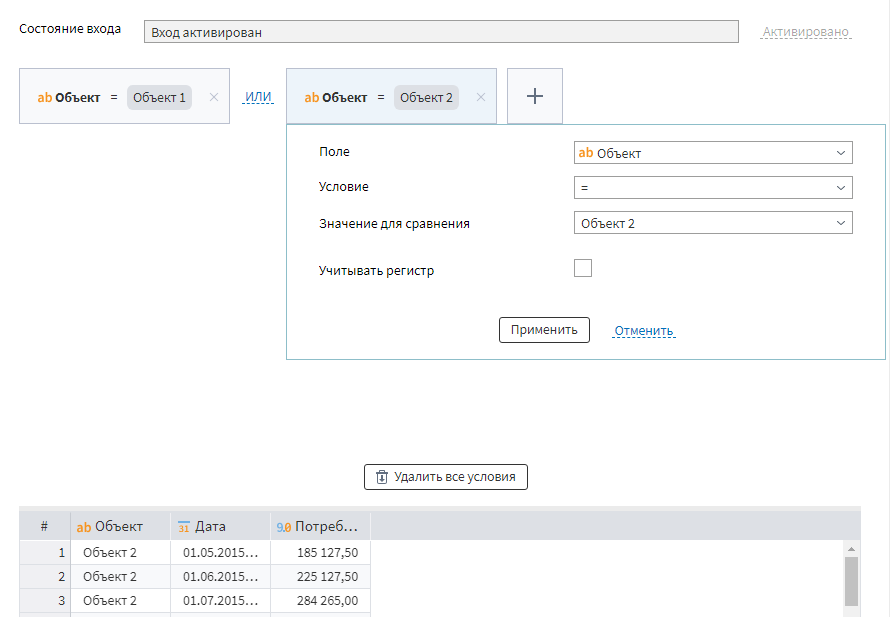 Состояние входа Вход активирован Активировано
ab Объект = Объект 1 × ИЛИ ab Объект = Объект 2 × +
Поле ab Объект
Условие =
Значение для сравнения Объект 2
Учитывать регистр
Применить Отменить
Удалить все условия
# ab Объект 31 Дата 9.0 Потреб...
1 Объект 2 01.05.2015... 185 127,50
2 Объект 2 01.06.2015... 225 127,50
3 Объект 2 01.07.2015... 284 265,00